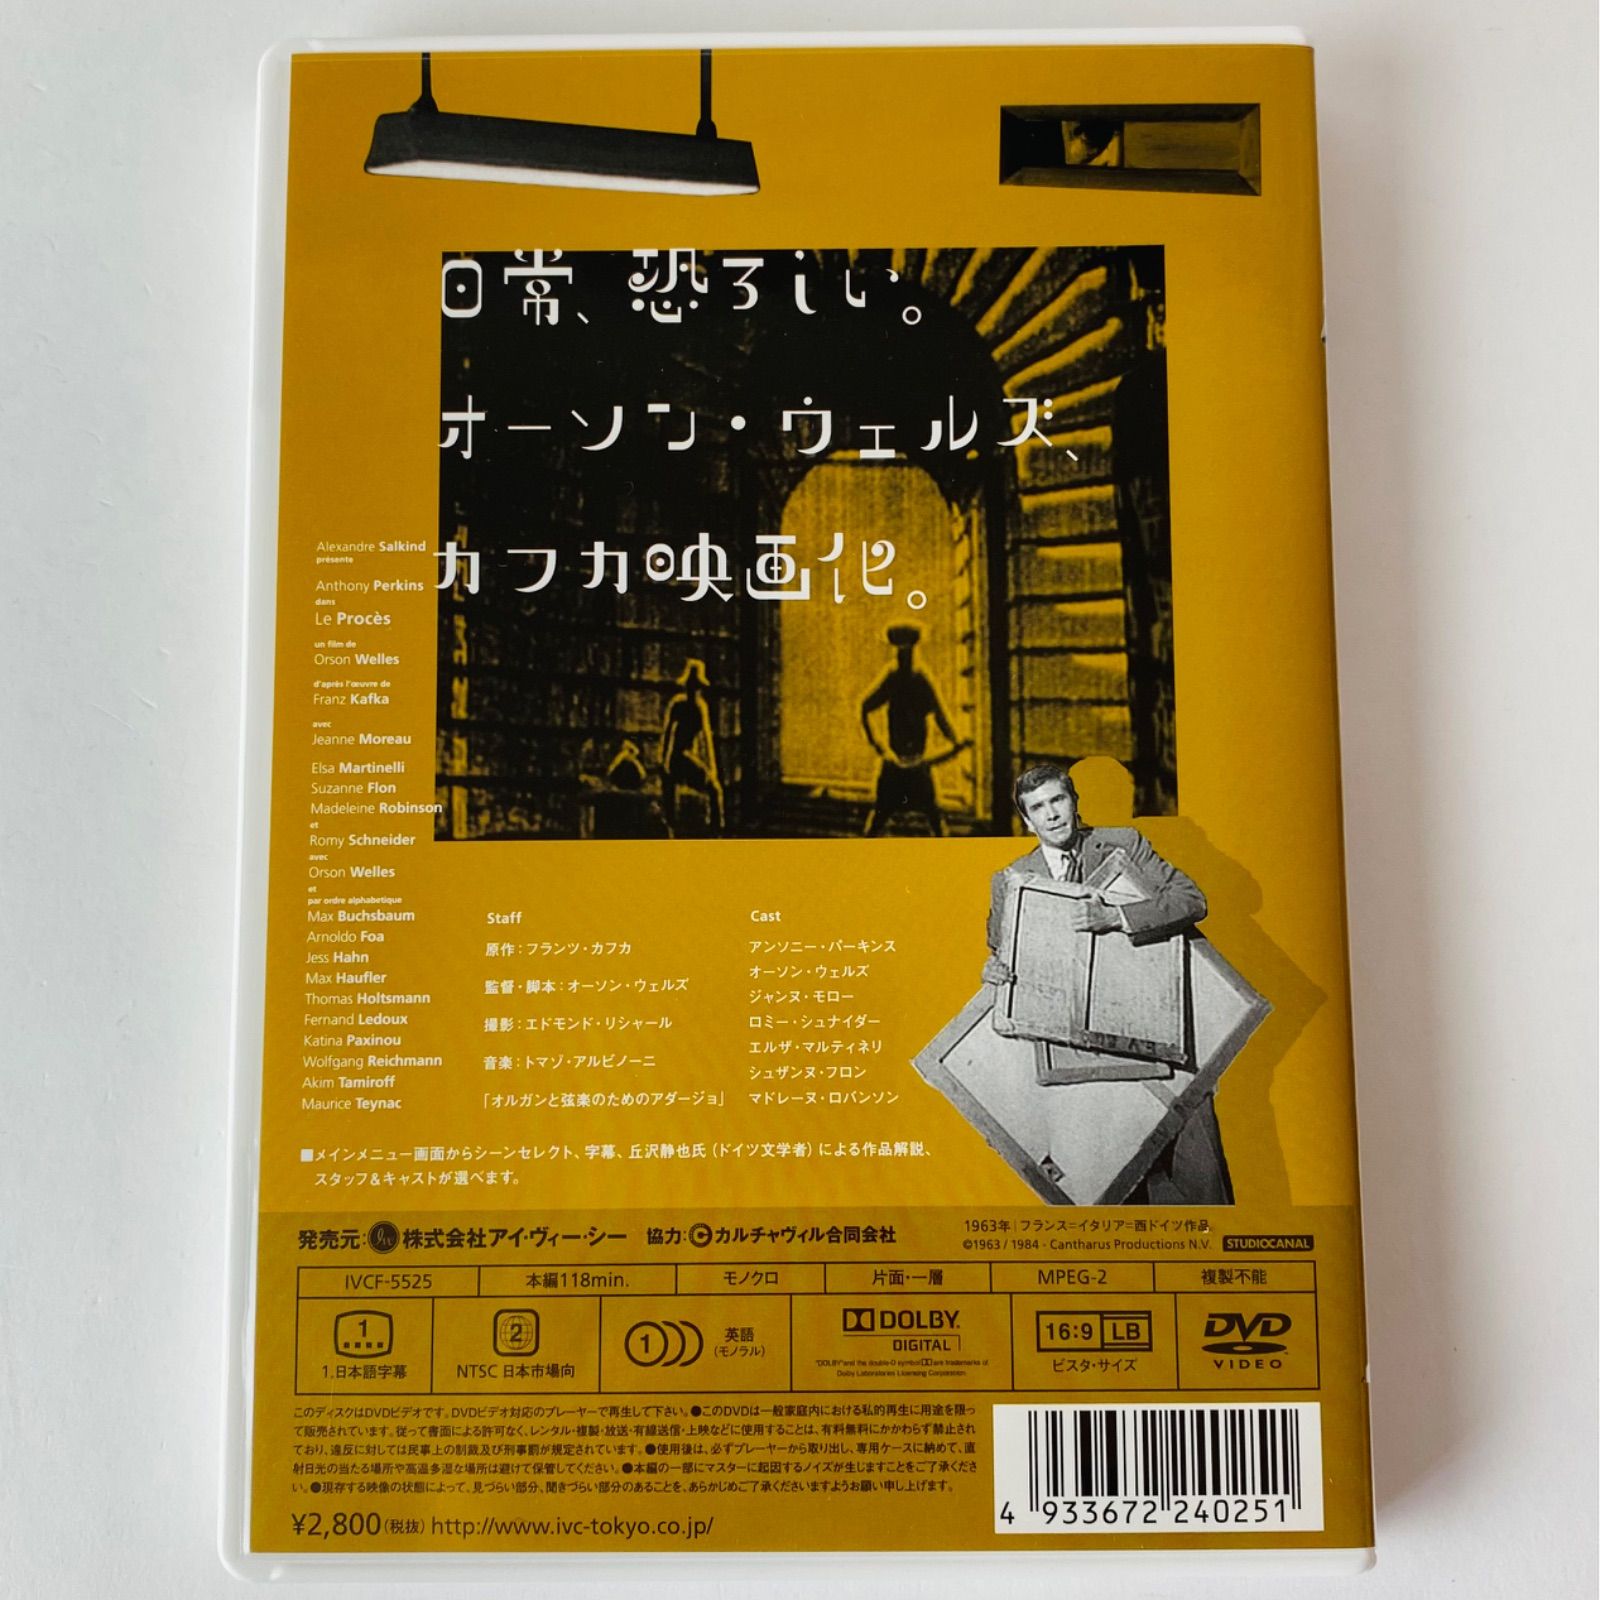 日常、恐ろしい。
オーソン・ウェルズ、
カフカ映画化。
Alexandre Salkind
présente
Anthony Perkins
dans
Le Procès
un film de
Orson Welles
d'après l'œuvre de
Franz Kafka
avec
Jeanne Moreau
Elsa Martinelli
Suzanne Flon
Madeleine Robinson
et
Romy Schneider
avec
Orson Welles
et
par ordre alphabetique
Max Buchsbaum
Arnoldo Foa
Jess Hahn
Max Haufler
Thomas Holtsmann
Fernand Ledoux
Katina Paxinou
Wolfgang Reichmann
Akim Tamiroff
Maurice Teynac
Staff
原作：フランツ・カフカ
監督・脚本：オーソン・ウェルズ
撮影：エドモンド・リシャール
音楽：トマゾ・アルビノーニ
「オルガンと弦楽のためのアダージョ」
Cast
アンソニー・パーキンス
オーソン・ウェルズ
ジャンヌ・モロー
ロミー・シュナイダー
エルザ・マルティネリ
シュザンヌ・フロン
マドレーヌ・ロバンソン
■メインメニュー画面からシーンセレクト、字幕、丘沢静也氏（ドイツ文学者）による作品解説、
スタッフ&キャストが選べます。
発売元：株式会社アイ・ヴィー・シー 協力：カルチャヴィル合同会社
1963年｜フランス=イタリア=西ドイツ作品
©1963 / 1984 - Cantharus Productions N.V. STUDIOCANAL
IVCF-5525 本編118min. モノクロ 片面・一層 MPEG-2 複製不能
1
1.日本語字幕
2
NTSC 日本市場向
1
英語
(モノラル)
DOLBY.
DIGITAL
"DOLBY"and the double-D symbol are trademarks of
Dolby Laboratories Licensing Corporation.
16:9 LB
ビスタ・サイズ
DVD
VIDEO
このディスクはDVDビデオです。DVDビデオ対応のプレーヤーで再生して下さい。●このDVDは一般家庭内における私的再生に用途を限っ
て販売されています。従って書面による許可なく、レンタル・複製・放送・有線送信・上映などに使用することは、有料無料にかかわらず禁止され
ており、違反に対しては民事上の制裁及び刑事罰が規定されています。●使用後は、必ずプレーヤーから取り出し、専用ケースに納めて、直
射日光の当たる場所や高温多湿な場所は避けて保管してください。●本編の一部にマスターに起因するノイズが生じますことをご了承くださ
い。●現存する映像の状態によって、見づらい部分、聞きづらい部分のあることを、あらかじめご了承くださいますようお願い申し上げます。
¥2,800(税抜) http://www.ivc-tokyo.co.jp/
4 933672 240251